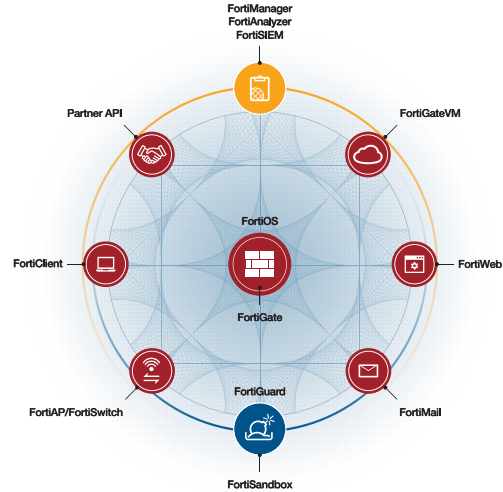 FortiManager
FortiAnalyzer
FortiSIEM
Partner API
FortiGateVM
FortiOS
FortiClient
FortiWeb
FortiGate
FortiGuard
FortiAP/FortiSwitch
FortiMail
FortiSandbox